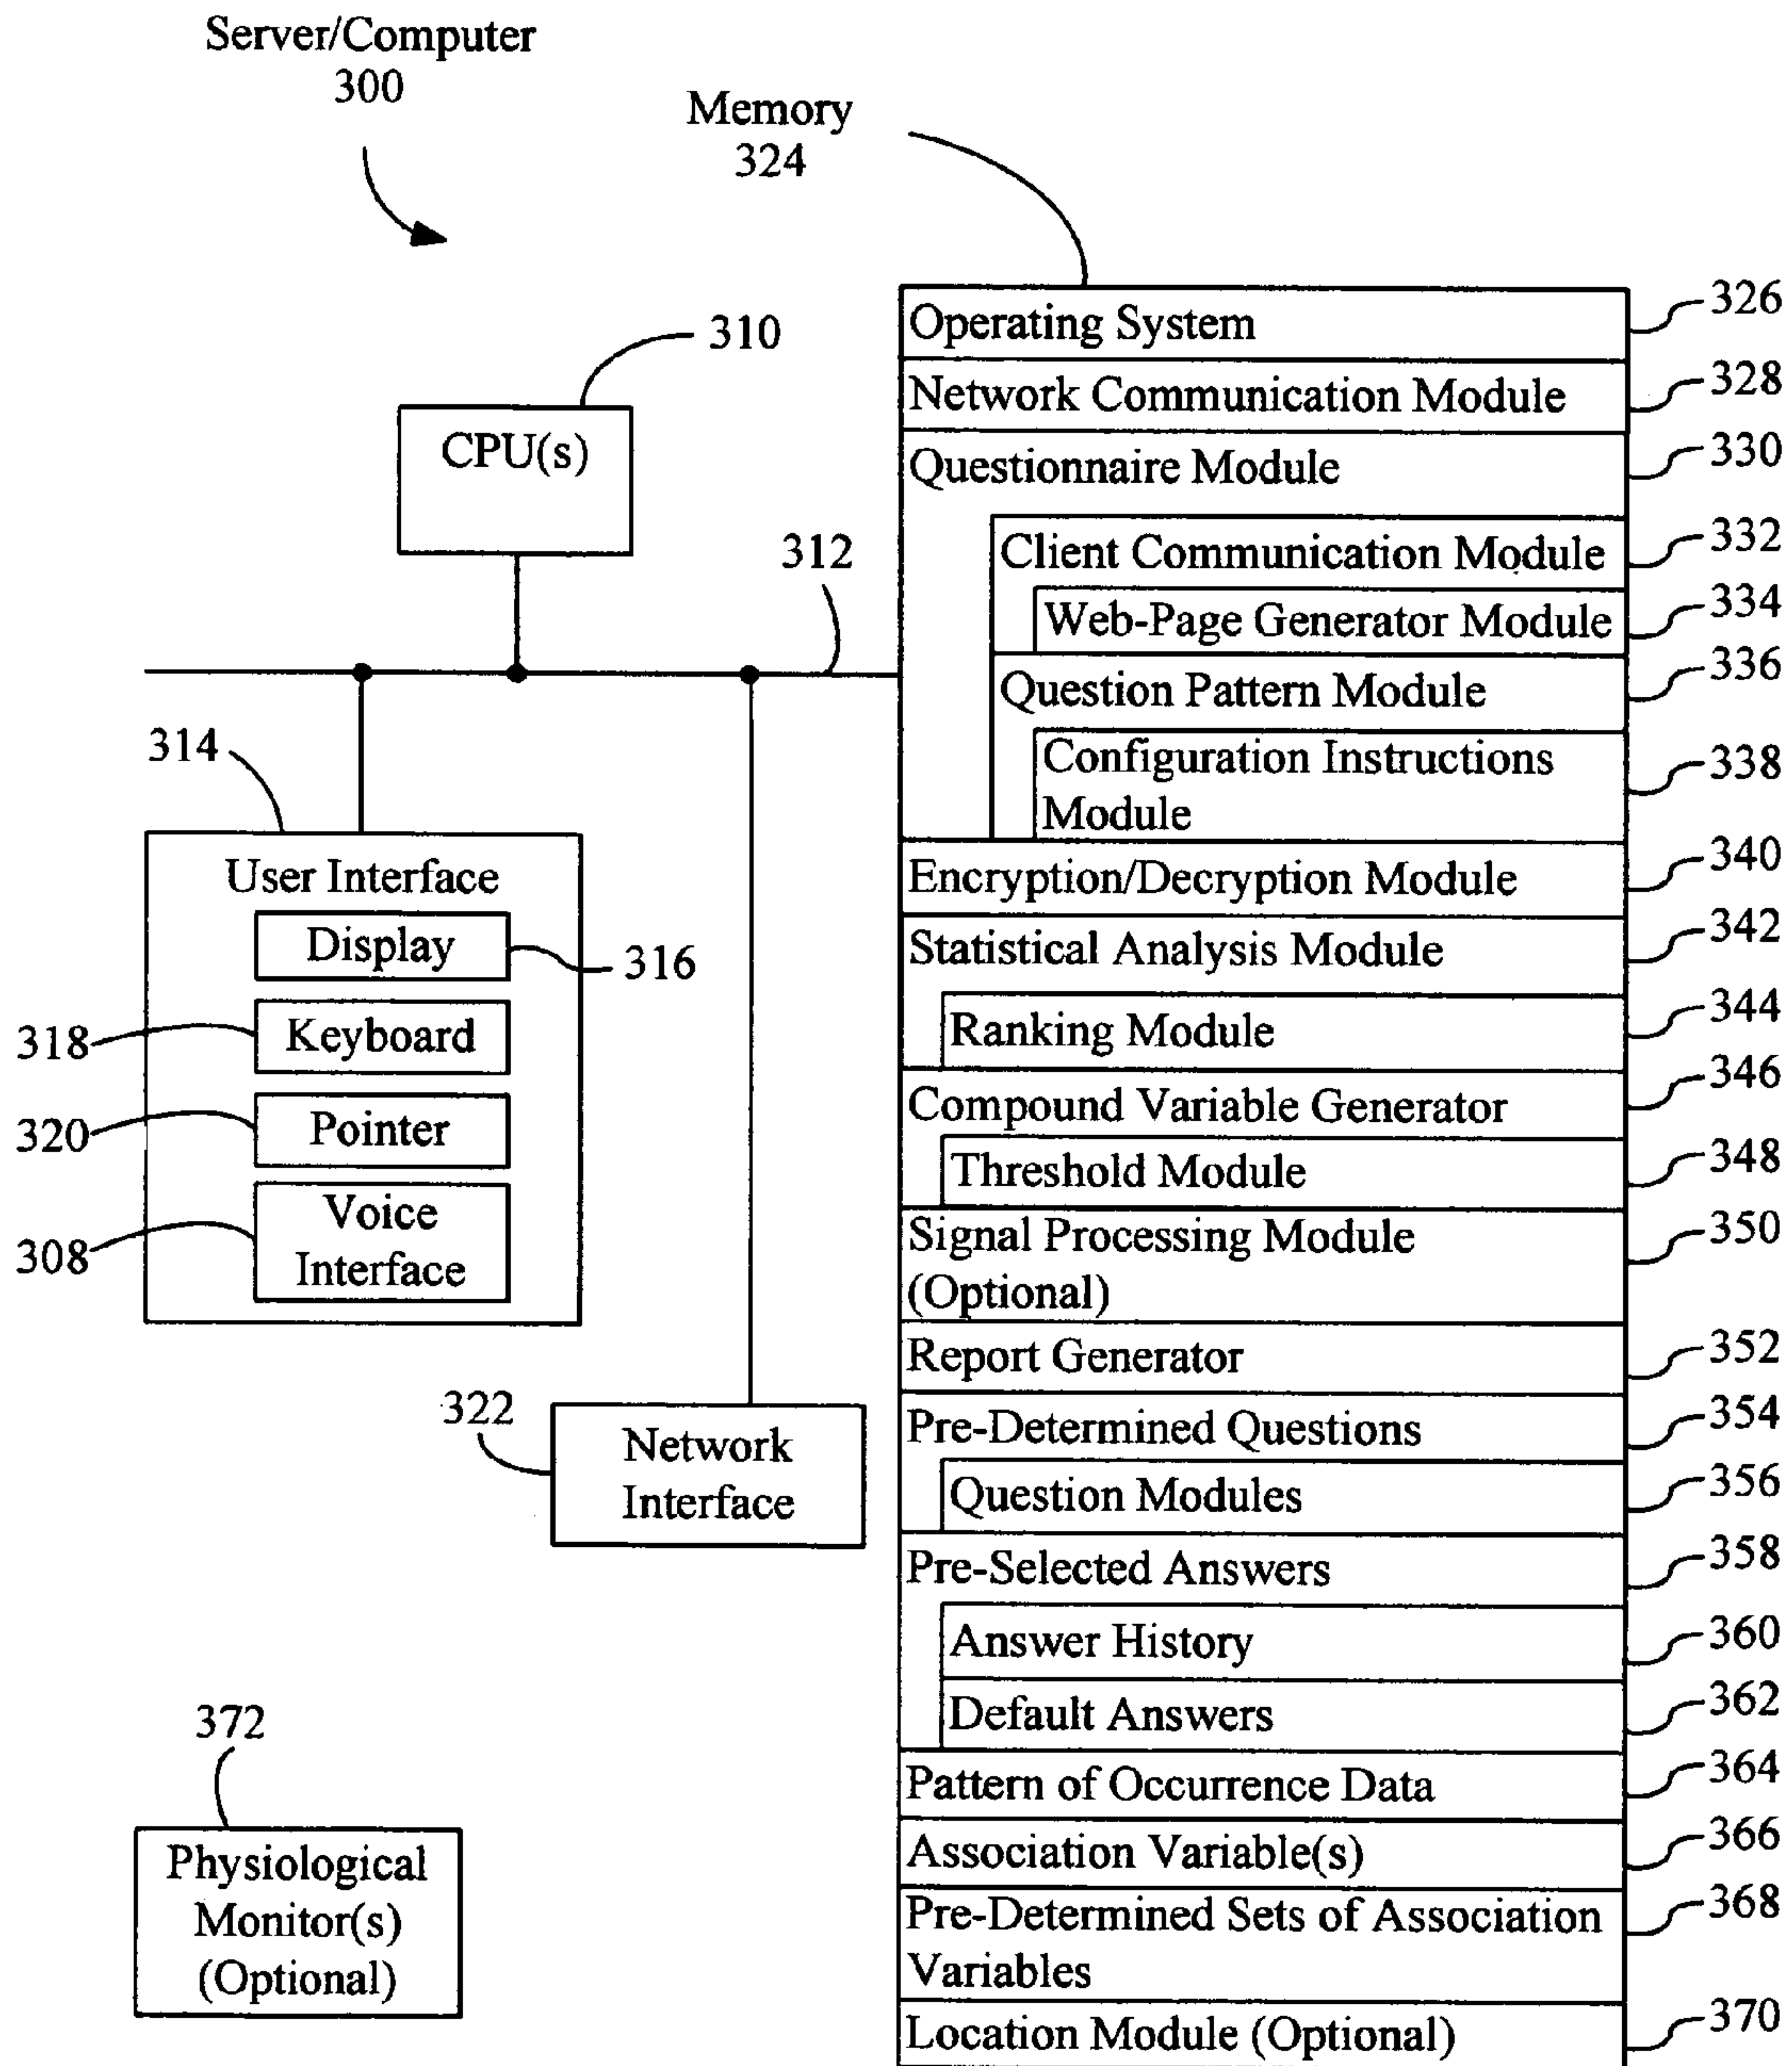 Server/Computer
300
Memory
324
310
CPU(s)
312
314
User Interface
Display
316
318
Keyboard
320
Pointer
308
Voice
Interface
322
Network
Interface
372
Physiological
Monitor(s)
(Optional)
Operating System
326
Network Communication Module
328
Questionnaire Module
330
Client Communication Module
332
Web-Page Generator Module
334
Question Pattern Module
336
Configuration Instructions
Module
338
Encryption/Decryption Module
340
Statistical Analysis Module
342
Ranking Module
344
Compound Variable Generator
346
Threshold Module
348
Signal Processing Module
(Optional)
350
Report Generator
352
Pre-Determined Questions
354
Question Modules
356
Pre-Selected Answers
358
Answer History
360
Default Answers
362
Pattern of Occurrence Data
364
Association Variable(s)
366
Pre-Determined Sets of Association
Variables
368
Location Module (Optional)
370